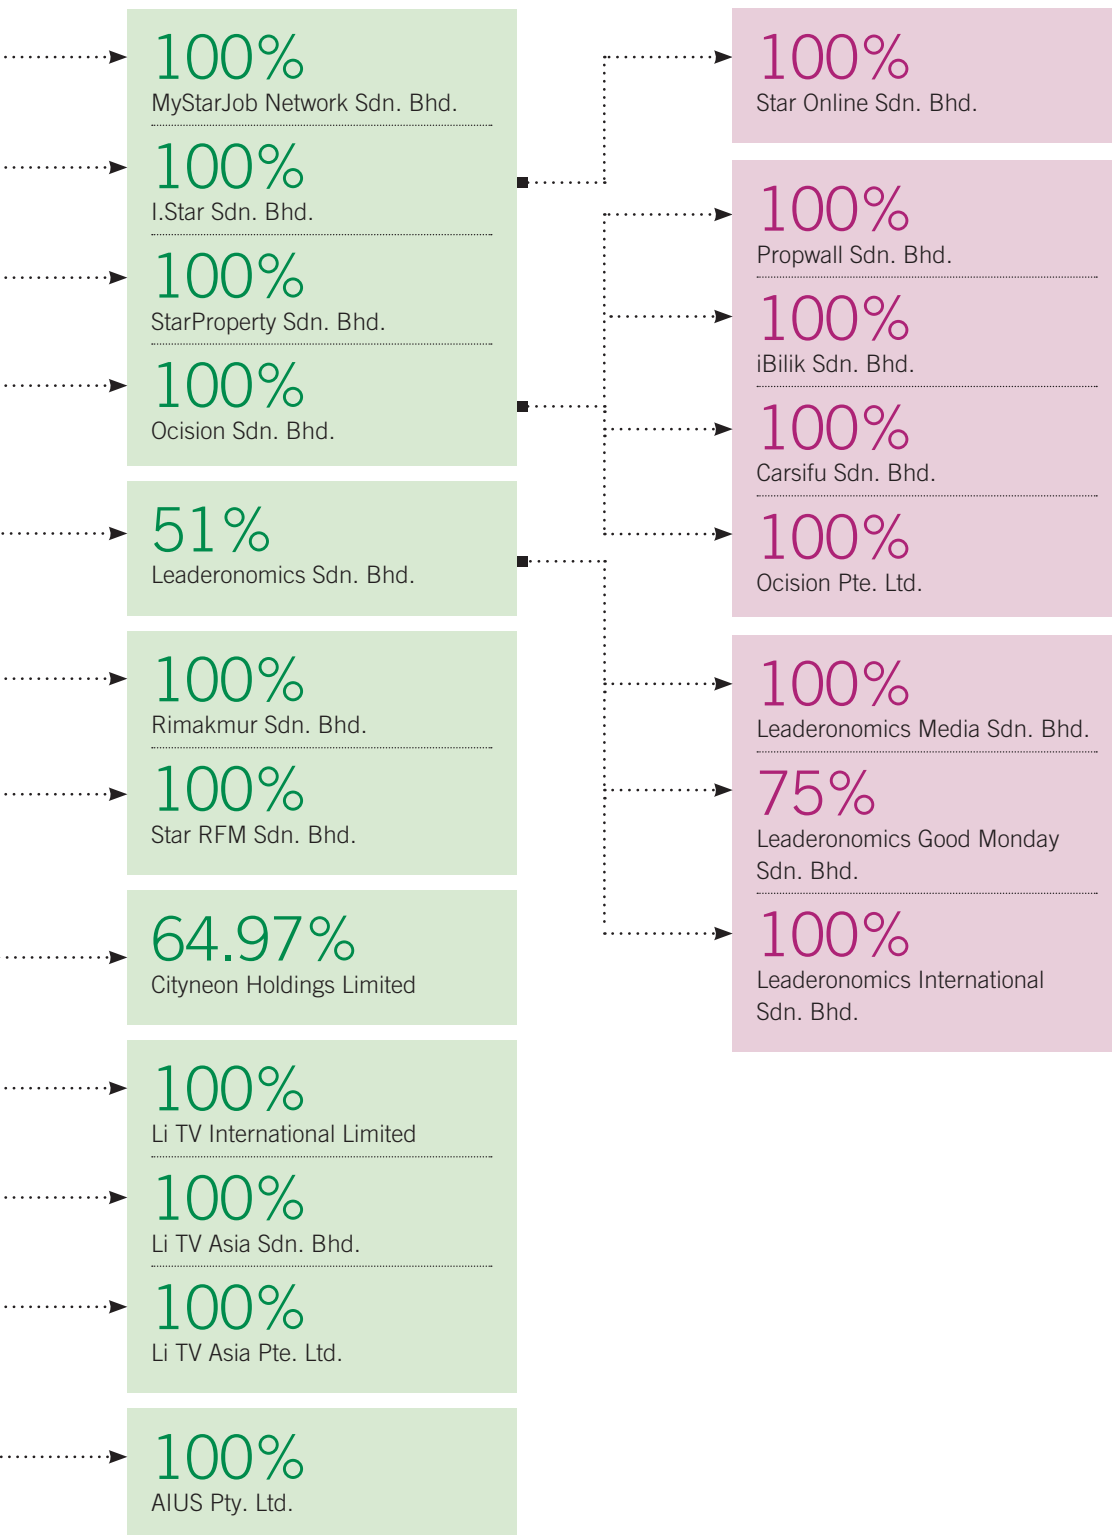 100%
MyStarJob Network Sdn. Bhd.
100%
I.Star Sdn. Bhd.
100%
StarProperty Sdn. Bhd.
100%
Ocision Sdn. Bhd.
51%
Leaderonomics Sdn. Bhd.
100%
Rimakmur Sdn. Bhd.
100%
Star RFM Sdn. Bhd.
64.97%
Cityneon Holdings Limited
100%
Li TV International Limited
100%
Li TV Asia Sdn. Bhd.
100%
Li TV Asia Pte. Ltd.
100%
AIUS Pty. Ltd.
100%
Star Online Sdn. Bhd.
100%
Propwall Sdn. Bhd.
100%
iBilik Sdn. Bhd.
100%
Carsifu Sdn. Bhd.
100%
Ocision Pte. Ltd.
100%
Leaderonomics Media Sdn. Bhd.
75%
Leaderonomics Good Monday
Sdn. Bhd.
100%
Leaderonomics International
Sdn. Bhd.